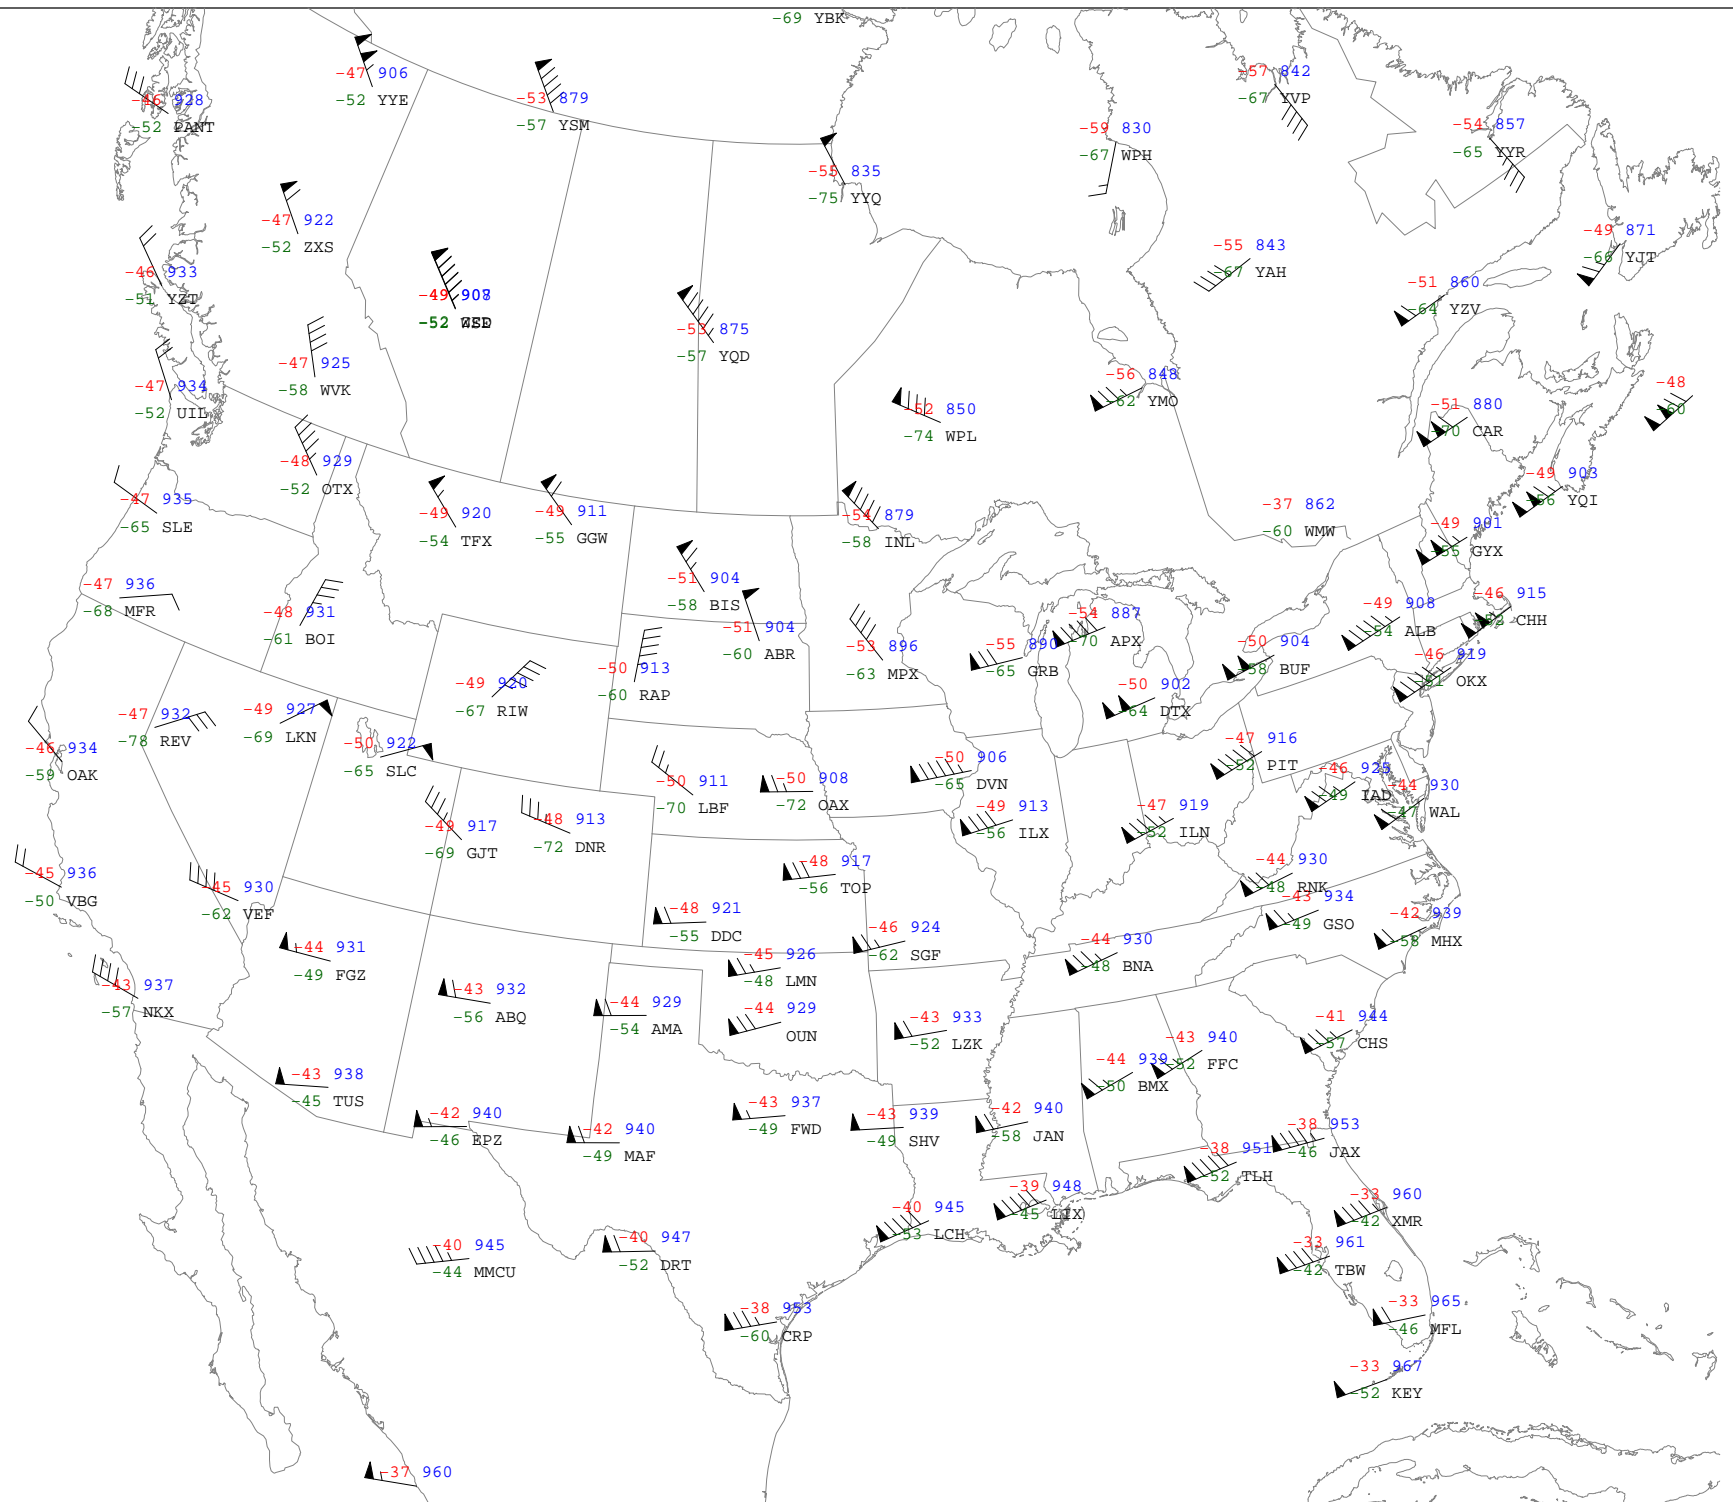 -69 YBK
-47 906
-52 YYE
-57 842
-67 YVP
-46 928
-52 PANT
-53 879
-57 YSM
-54 857
-65 YYR
-59 830
-67 WPH
-55 835
-75 YYQ
-47 922
-52 ZXS
-49 871
-66 YJT
-55 843
-67 YAH
-46 933
-51 YZT
-51 860
-64 YZV
-49
-52
-53 875
-57 YQD
-47 925
-58 WVK
-56 848
-62 YMO
-47 934
-52 UIL
-48
-60
-52 850
-74 WPL
-51 880
-70 CAR
-48 929
-52 OTX
-49 903
-56 YQI
-47 935
-65 SLE
-37 862
-60 WMW
-49 920
-54 TFX
-49 911
-55 GGW
-54 879
-58 INL
-49 901
-55 GYX
-51 904
-58 BIS
-47 936
-68 MFR
-46 915
-53 CHH
-49 908
-54 ALB
-48 931
-61 BOI
-54 887
-70 APX
-51 904
-60 ABR
-53 896
-63 MPX
-55 890
-65 GRB
-50 904
-58 BUF
-46 919
-51 OKX
-50 913
-60 RAP
-49 920
-67 RIW
-50 902
-64 DTX
-47 932
-78 REV
-49 927
-69 LKN
-50 922
-65 SLC
-46 934
-59 OAK
-47 916
-52 PIT
-50 906
-65 DVN
-46 925
-49 IAD
-50 911
-70 LBF
-50 908
-72 OAX
-44 930
-47 WAL
-49 913
-56 ILX
-47 919
-52 ILN
-49 917
-69 GJT
-48 913
-72 DNR
-48 917
-56 TOP
-44 930
-48 RNK
-45 936
-50 VBG
-45 930
-62 VEF
-43 934
-49 GSO
-48 921
-55 DDC
-42 939
-58 MHX
-46 924
-62 SGF
-44 930
-48 BNA
-44 931
-49 FGZ
-45 926
-48 LMN
-43 937
-57 NKX
-43 932
-56 ABQ
-44 929
-54 AMA
-44 929
OUN
-43 933
-52 LZK
-41 944
-57 CHS
-43 940
-52 FFC
-44 939
-50 BMX
-43 938
-45 TUS
-43 937
-49 FWD
-42 940
-46 EPZ
-42 940
-49 MAF
-43 939
-49 SHV
-42 940
-58 JAN
-38 953
-46 JAX
-38 951
-52 TLH
-39 948
-45 LIX
-33 960
-42 XMR
-40 945
-53 LCH
-40 947
-52 DRT
-40 945
-44 MMCU
-33 961
-42 TBW
-38 953
-60 CRP
-33 965
-46 MFL
-33 967
-52 KEY
-37 960